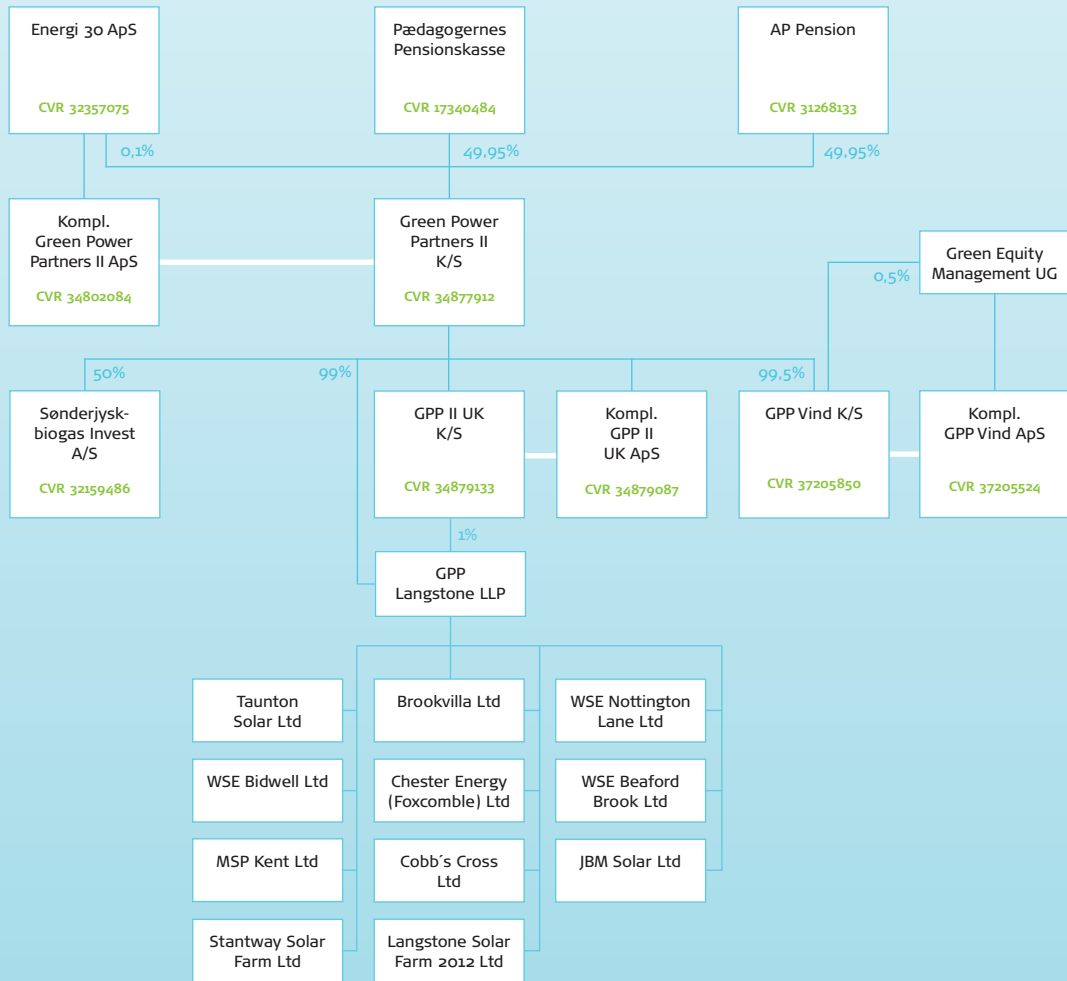 Energi 30 ApS
CVR 32357075
Pædagogernes
Pensionskasse
CVR 17340484
AP Pension
CVR 31268133
0,1%
49,95%
49,95%
Kompl.
Green Power
Partners II ApS
CVR 34802084
Green Power
Partners II
K/S
CVR 34877912
Green Equity
Management UG
0,5%
50%
99%
99,5%
Sønderjysk-
biogas Invest
A/S
CVR 32159486
GPP II UK
K/S
CVR 34879133
Kompl.
GPP II
UK ApS
CVR 34879087
GPP Vind K/S
CVR 37205850
Kompl.
GPP Vind ApS
CVR 37205524
1%
GPP
Langstone LLP
Taunton
Solar Ltd
Brookvilla Ltd
WSE Nottington
Lane Ltd
WSE Bidwell Ltd
Chester Energy
(Foxcomble) Ltd
WSE Beaford
Brook Ltd
MSP Kent Ltd
Cobb´s Cross
Ltd
JBM Solar Ltd
Stantway Solar
Farm Ltd
Langstone Solar
Farm 2012 Ltd